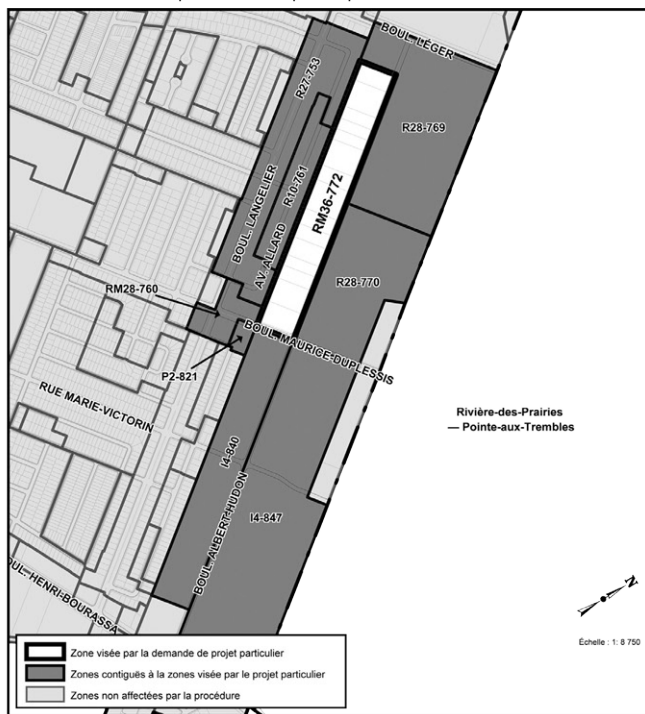 BOUL. LÉGER
R27-753
R28-769
R10-761
RM36-772
BOUL. LANGELIER
AV. ALLARD
R28-770
RM28-760
BOUL. MAURICE-DUPLESSIS
P2-821
RUE MARIE-VICTORIN
Rivière-des-Prairies
— Pointe-aux-Trembles
I4-840
I4-847
BOUL. ALBERT-HUDON
BOUL. HENRI-BOURASSA
N
Échelle : 1: 8 750
Zone visée par la demande de projet particulier
Zones contiguës à la zones visée par le projet particulier
Zones non affectées par la procédure